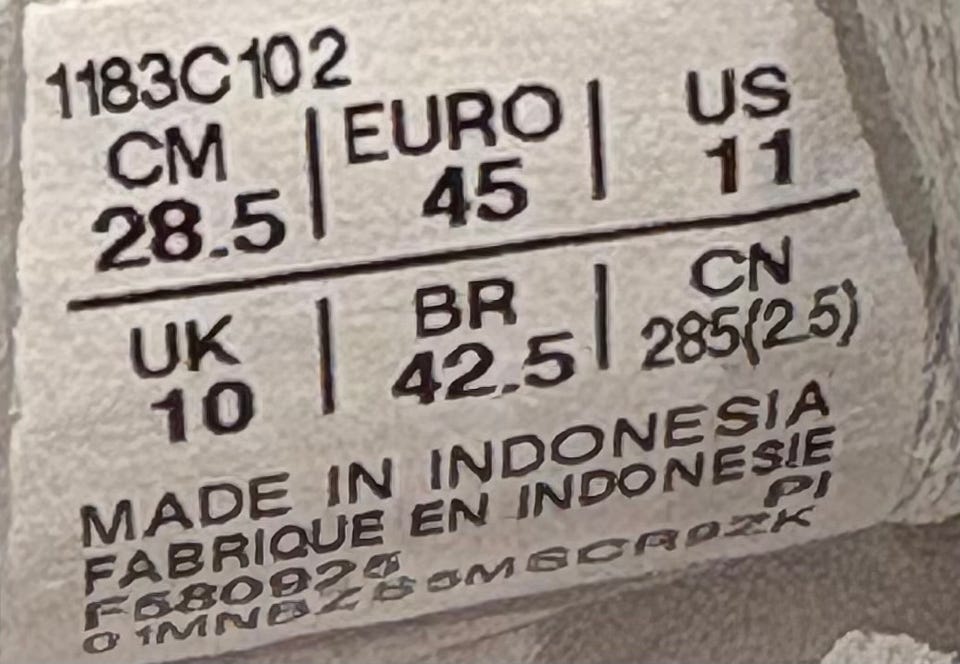 1183C102
CM | EURO | US
28.5 | 45 | 11
UK | BR | CN
10 | 42.5 | 285(2.5)
MADE IN INDONESIA
FABRIQUE EN INDONESIE
PI